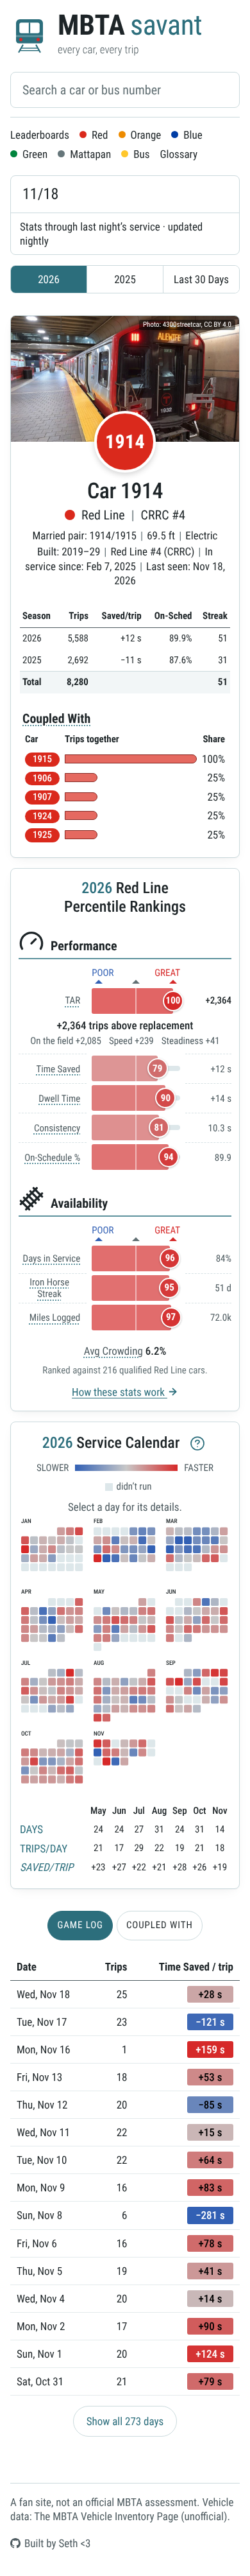 MBTA savant
every car, every trip
Search a car or bus number
Leaderboards Red Orange Blue
Green Mattapan Bus Glossary
11/18
Stats through last night's service · updated
nightly
2026 2025 Last 30 Days
Photo: 4300streetcar, CC BY 4.0
ALEWIFE
1914
Car 1914
Red Line | CRRC #4
Married pair: 1914/1915 | 69.5 ft | Electric
Built: 2019–29 | Red Line #4 (CRRC) | In
service since: Feb 7, 2025 | Last seen: Nov 18,
2026
Season Trips Saved/trip On-Sched Streak
2026 5,588 +12 s 89.9% 51
2025 2,692 −11 s 87.6% 31
Total 8,280 51
Coupled With
Car Trips together Share
1915 100%
1906 25%
1907 25%
1924 25%
1925 25%
2026 Red Line
Percentile Rankings
Performance
POOR GREAT
TAR 100 +2,364
+2,364 trips above replacement
On the field +2,085 Speed +239 Steadiness +41
Time Saved 79 +12 s
Dwell Time 90 +14 s
Consistency 81 10.3 s
On-Schedule % 94 89.9
Availability
POOR GREAT
Days in Service 96 84%
Iron Horse
Streak 95 51 d
Miles Logged 97 72.0k
Avg Crowding 6.2%
Ranked against 216 qualified Red Line cars.
How these stats work →
2026 Service Calendar ?
SLOWER FASTER
didn't run
Select a day for its details.
JAN FEB MAR
APR MAY JUN
JUL AUG SEP
OCT NOV
May Jun Jul Aug Sep Oct Nov
DAYS 24 24 27 31 24 31 14
TRIPS/DAY 21 17 29 22 19 21 18
SAVED/TRIP +23 +27 +22 +21 +28 +26 +19
GAME LOG COUPLED WITH
Date Trips Time Saved / trip
Wed, Nov 18 25 +28 s
Tue, Nov 17 23 −121 s
Mon, Nov 16 1 +159 s
Fri, Nov 13 18 +53 s
Thu, Nov 12 20 −85 s
Wed, Nov 11 22 +15 s
Tue, Nov 10 22 +64 s
Mon, Nov 9 16 +83 s
Sun, Nov 8 6 −281 s
Fri, Nov 6 16 +78 s
Thu, Nov 5 19 +41 s
Wed, Nov 4 20 +14 s
Mon, Nov 2 17 +90 s
Sun, Nov 1 20 +124 s
Sat, Oct 31 21 +79 s
Show all 273 days
A fan site, not an official MBTA assessment. Vehicle
data: The MBTA Vehicle Inventory Page (unofficial).
Built by Seth <3